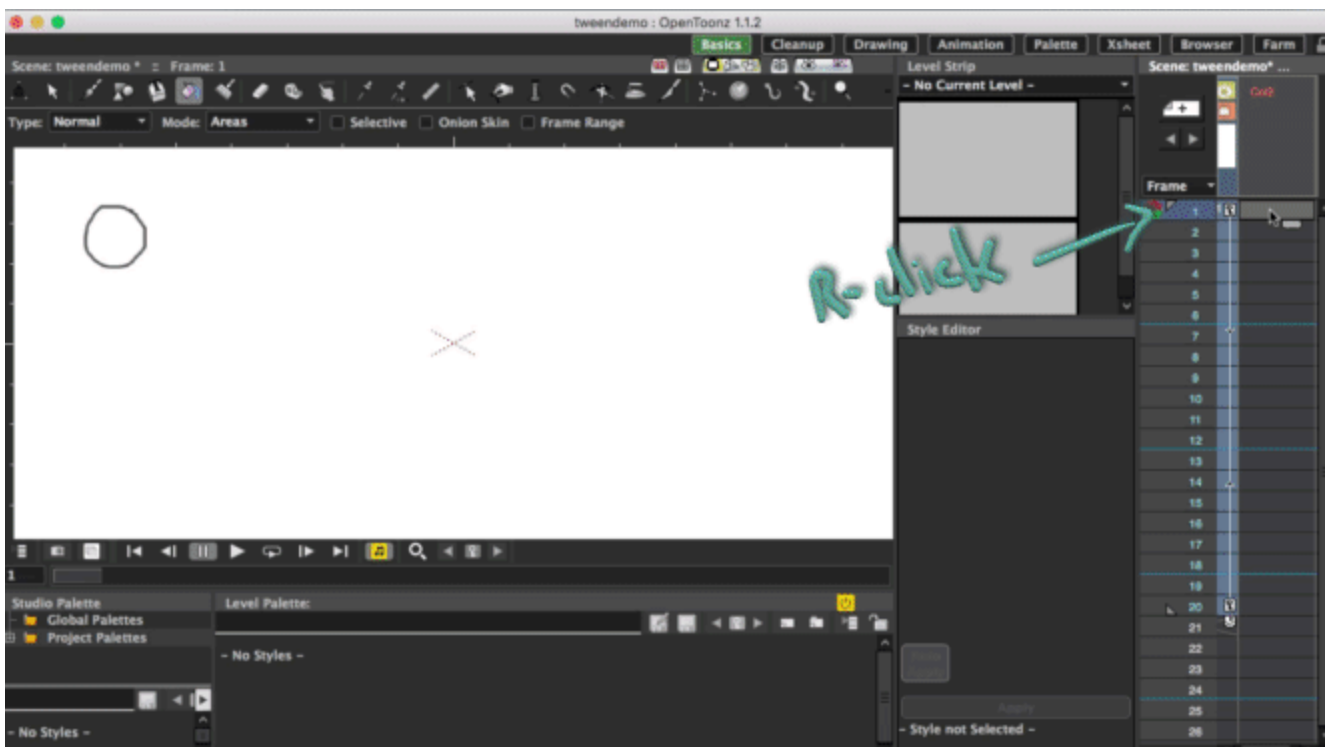 tweendemo : OpenToonz 1.1.2
Basics Cleanup Drawing Animation Palette Xsheet Browser Farm
Scene: tweendemo * :: Frame: 1
Level Strip
Scene: tweendemo* ...
- No Current Level -
Col2
Type: Normal Mode: Areas Selective Onion Skin Frame Range
Frame
R-click
1
2
3
4
5
6
7
8
9
10
11
12
13
14
15
16
17
18
19
20
21
22
23
24
25
26
Style Editor
1
Studio Palette
Global Palettes
Project Palettes
- No Styles -
Level Palette:
- No Styles -
Apply
- Style not Selected -